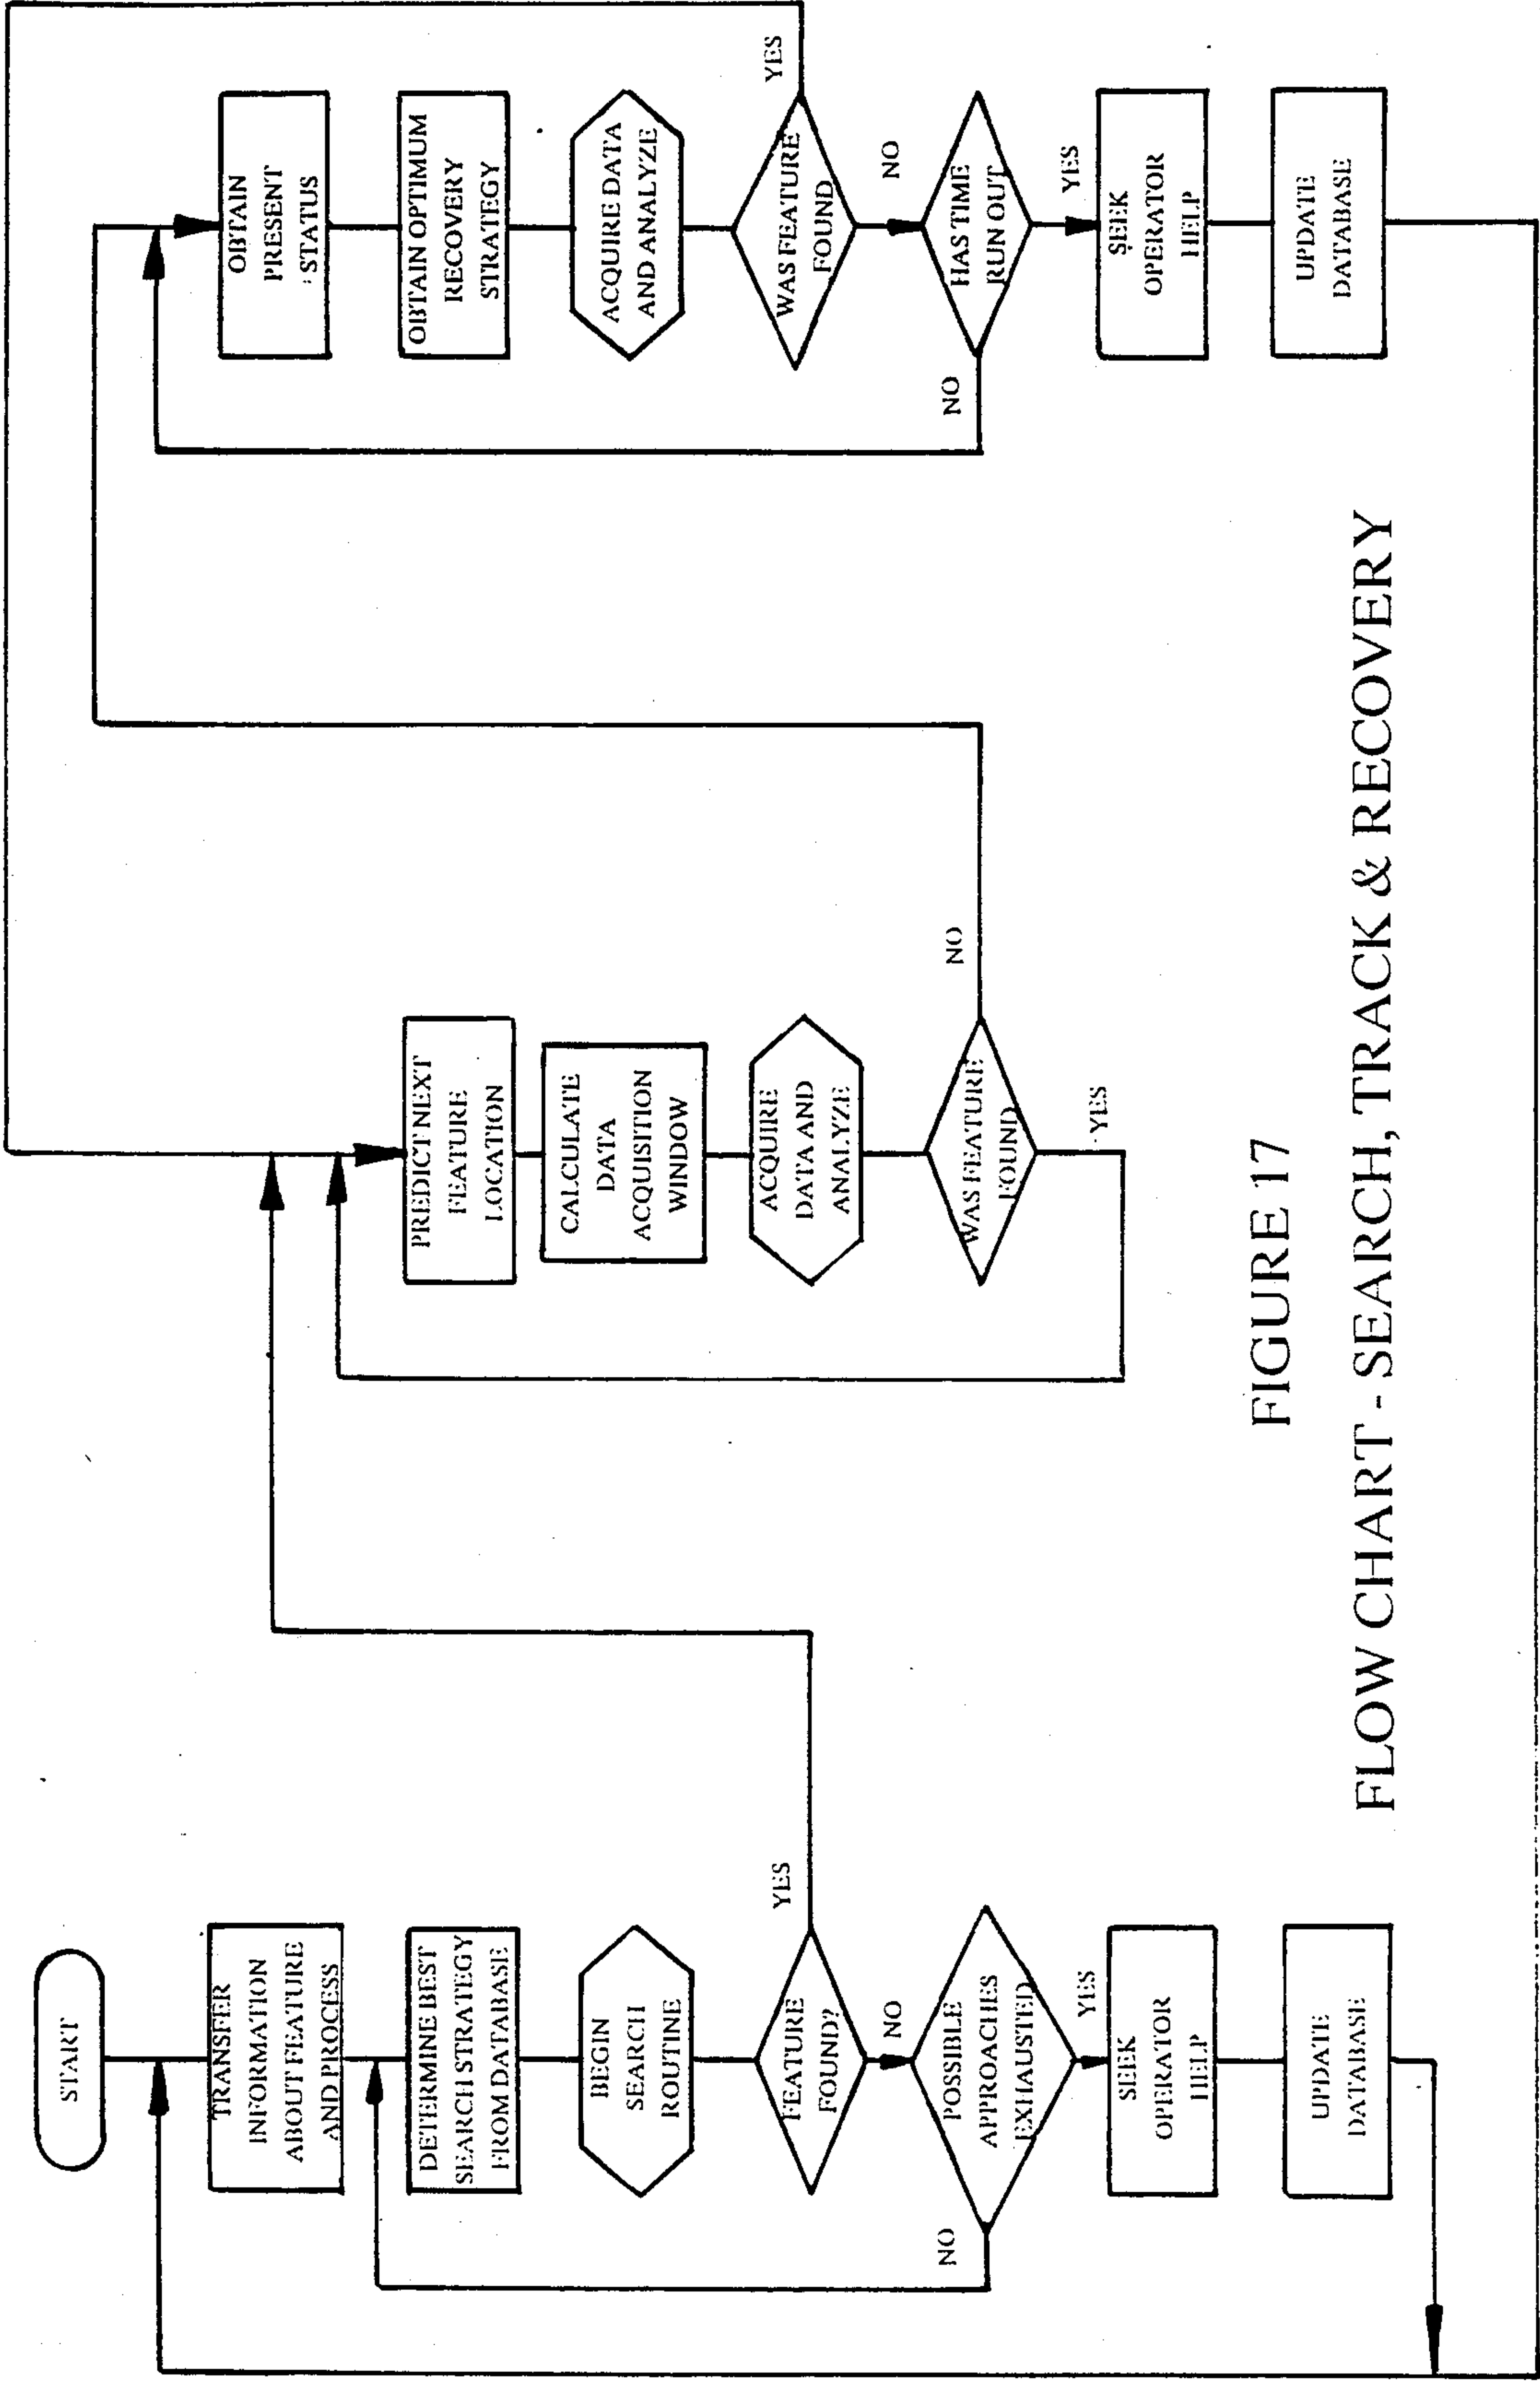 START
TRANSFER
INFORMATION
ABOUT FEATURE
AND PROCESS
DETERMINE BEST
SEARCH STRATEGY
FROM DATABASE
BEGIN
SEARCH
ROUTINE
FEATURE
FOUND?
YES
NO
POSSIBLE
APPROACHES
EXHAUSTED
NO
YES
SEEK
OPERATOR
HELP
UPDATE
DATABASE
PREDICT NEXT
FEATURE
LOCATION
CALCULATE
DATA
ACQUISITION
WINDOW
ACQUIRE
DATA AND
ANALYZE
WAS FEATURE
FOUND
NO
YES
OBTAIN
PRESENT
STATUS
OBTAIN OPTIMUM
RECOVERY
STRATEGY
ACQUIRE DATA
AND ANALYZE
WAS FEATURE
FOUND
YES
NO
HAS TIME
RUN OUT
NO
YES
SEEK
OPERATOR
HELP
UPDATE
DATABASE
FIGURE 17
FLOW CHART - SEARCH, TRACK & RECOVERY